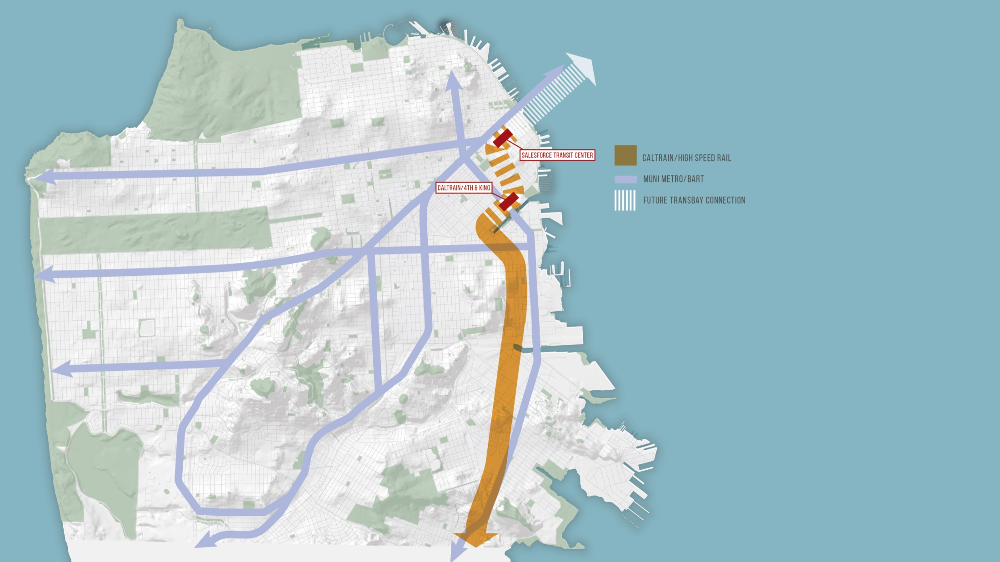 SALESFORCE TRANSIT CENTER
CALTRAIN/HIGH SPEED RAIL
MUNI METRO/BART
CALTRAIN/4TH & KING
FUTURE TRANSBAY CONNECTION